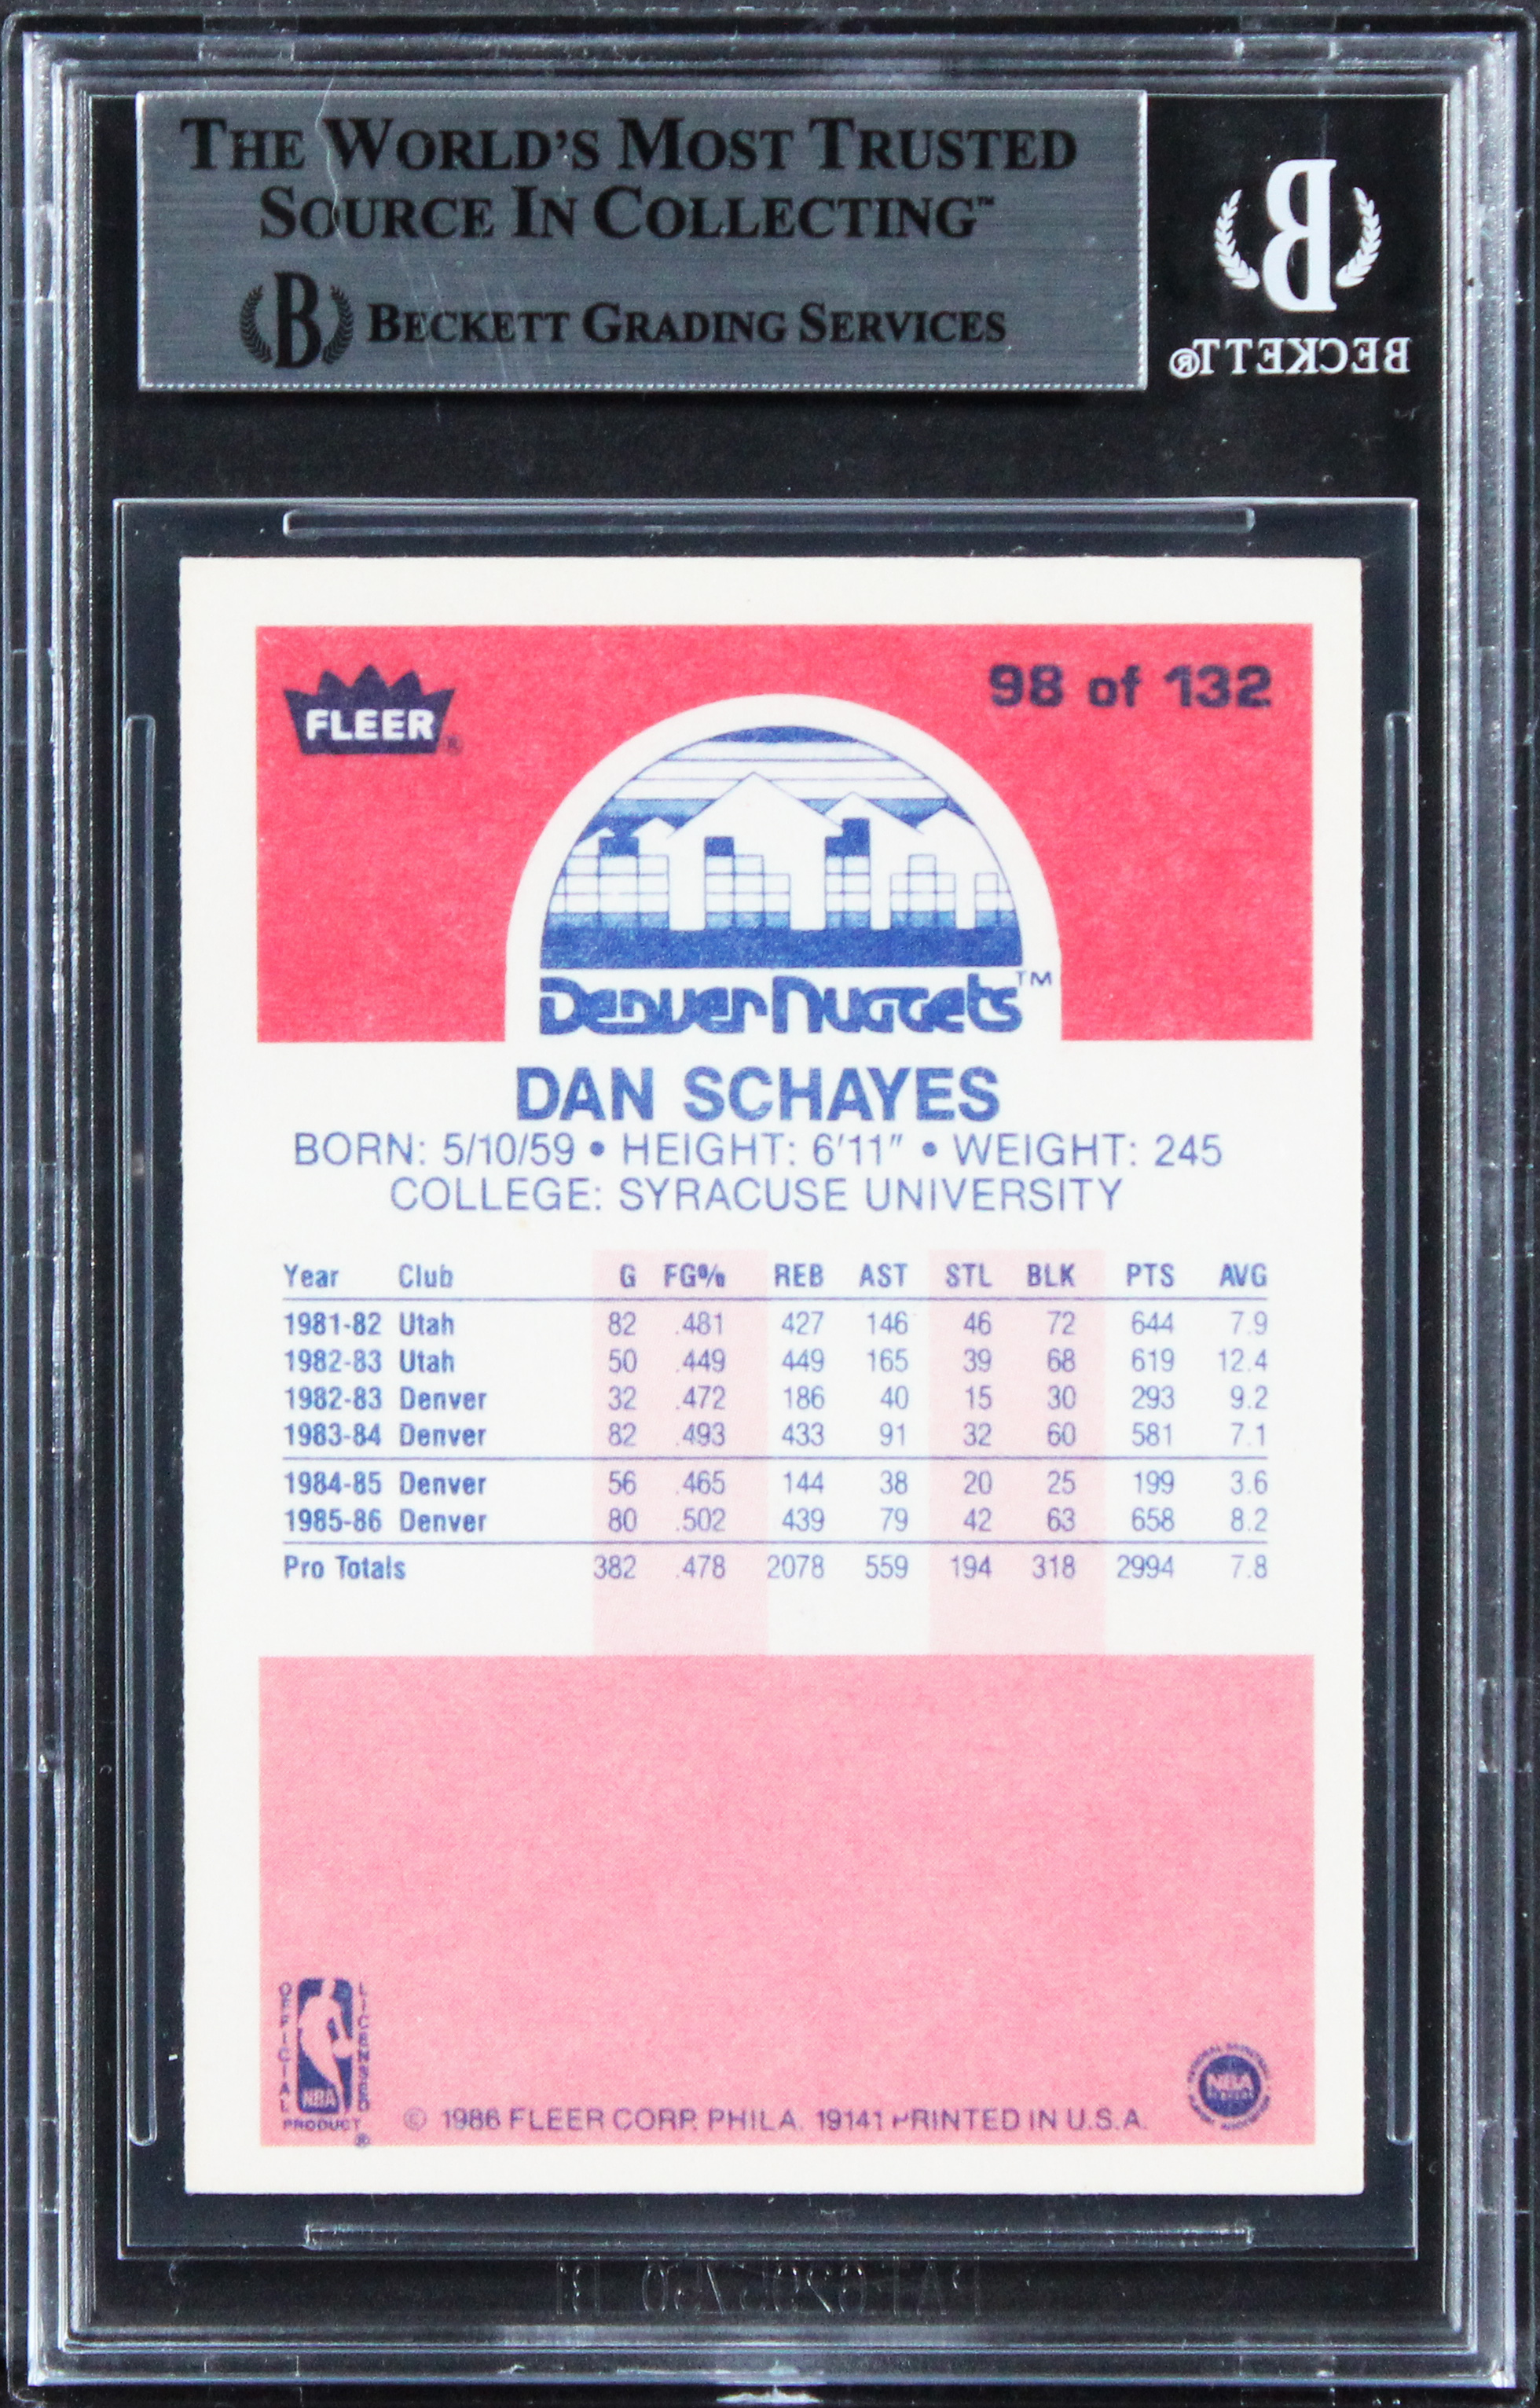 THE WORLD'S MOST TRUSTED
SOURCE IN COLLECTING™
B BECKETT GRADING SERVICES
B
BECKETT®
FLEER®
98 of 132
Denver Nuggets™
DAN SCHAYES
BORN: 5/10/59 • HEIGHT: 6'11" • WEIGHT: 245
COLLEGE: SYRACUSE UNIVERSITY
Year Club G FG% REB AST STL BLK PTS AVG
1981-82 Utah 82 .481 427 146 46 72 644 7.9
1982-83 Utah 50 .449 449 165 39 68 619 12.4
1982-83 Denver 32 .472 186 40 15 30 293 9.2
1983-84 Denver 82 .493 433 91 32 60 581 7.1
1984-85 Denver 56 .465 144 38 20 25 199 3.6
1985-86 Denver 80 .502 439 79 42 63 658 8.2
Pro Totals 382 .478 2078 559 194 318 2994 7.8
OFFICIAL
NBA
LICENSED
PRODUCT®
© 1986 FLEER CORP. PHILA. 19141 PRINTED IN U.S.A.
NBA